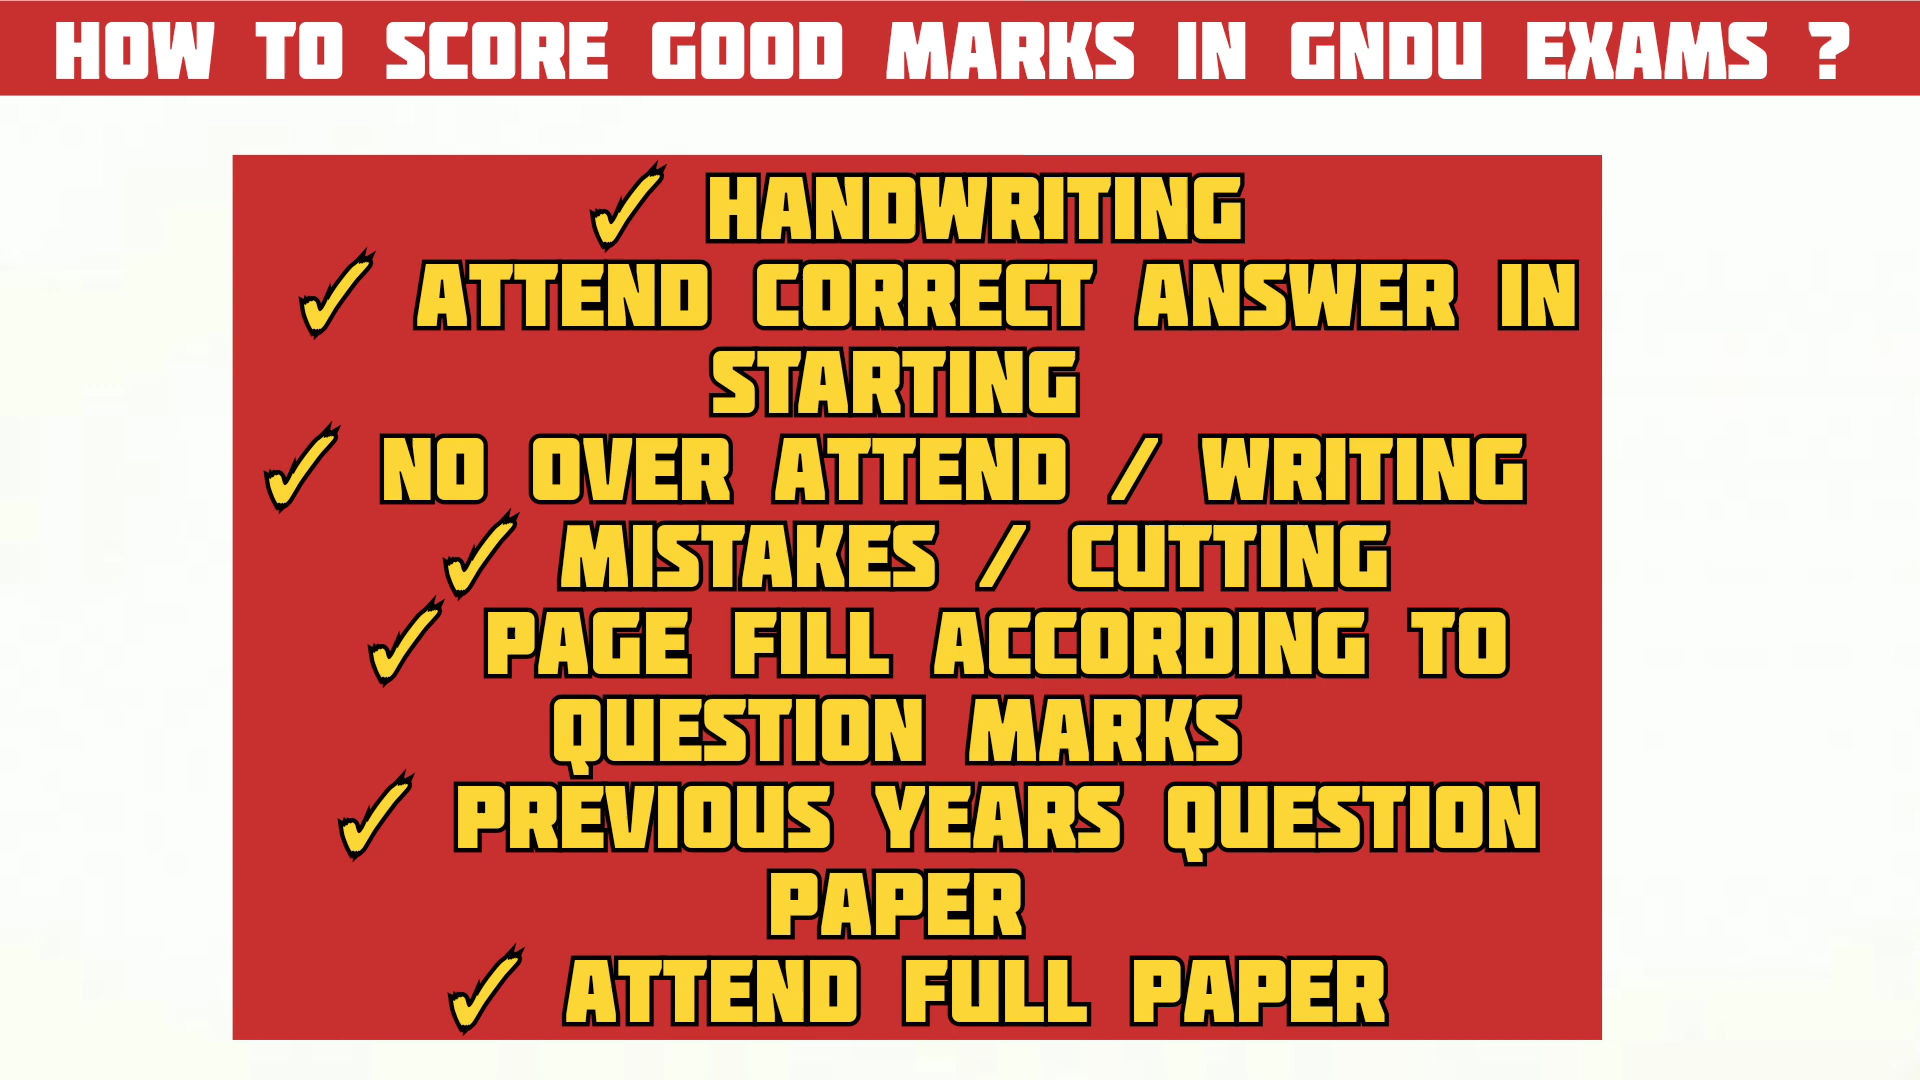 HOW TO SCORE GOOD MARKS IN GNDU EXAMS ?
✓ HANDWRITING
✓ ATTEND CORRECT ANSWER IN
STARTING
✓ NO OVER ATTEND / WRITING
✓ MISTAKES / CUTTING
✓ PAGE FILL ACCORDING TO
QUESTION MARKS
✓ PREVIOUS YEARS QUESTION
PAPER
✓ ATTEND FULL PAPER